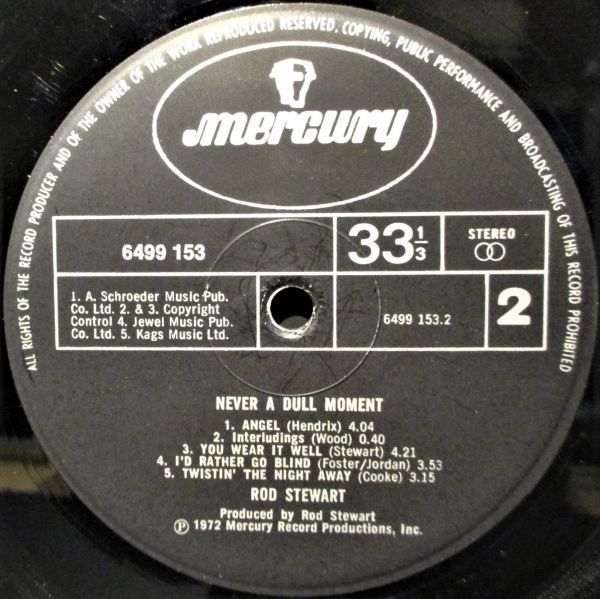 ALL RIGHTS OF THE RECORD PRODUCER AND OF THE OWNER OF THE WORK REPRODUCED RESERVED. COPYING, PUBLIC PERFORMANCE AND BROADCASTING OF THIS RECORD PROHIBITED
mercury
6499 153
33 1/3
STEREO
1. A. Schroeder Music Pub.
Co. Ltd. 2. & 3. Copyright
Control 4. Jewel Music Pub.
Co. Ltd. 5. Kags Music Ltd.
6499 153.2
2
NEVER A DULL MOMENT
1. ANGEL (Hendrix) 4.04
2. Interludings (Wood) 0.40
3. YOU WEAR IT WELL (Stewart) 4.21
4. I'D RATHER GO BLIND (Foster/Jordan) 3.53
5. TWISTIN' THE NIGHT AWAY (Cooke) 3.15
ROD STEWART
Produced by Rod Stewart
Ⓟ 1972 Mercury Record Productions, Inc.